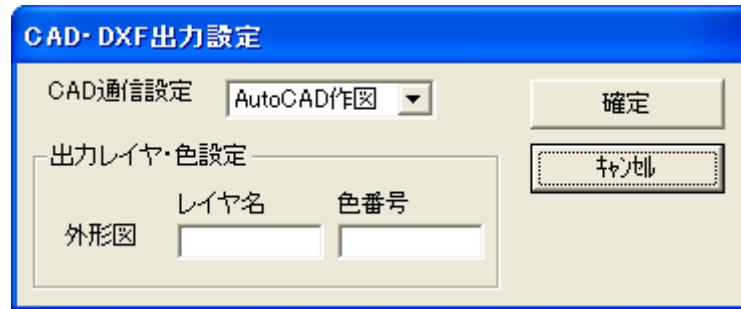 CAD・DXF出力設定
CAD通信設定 AutoCAD作図 確定
出力レイヤ・色設定 ｷｬﾝｾﾙ
レイヤ名 色番号
外形図